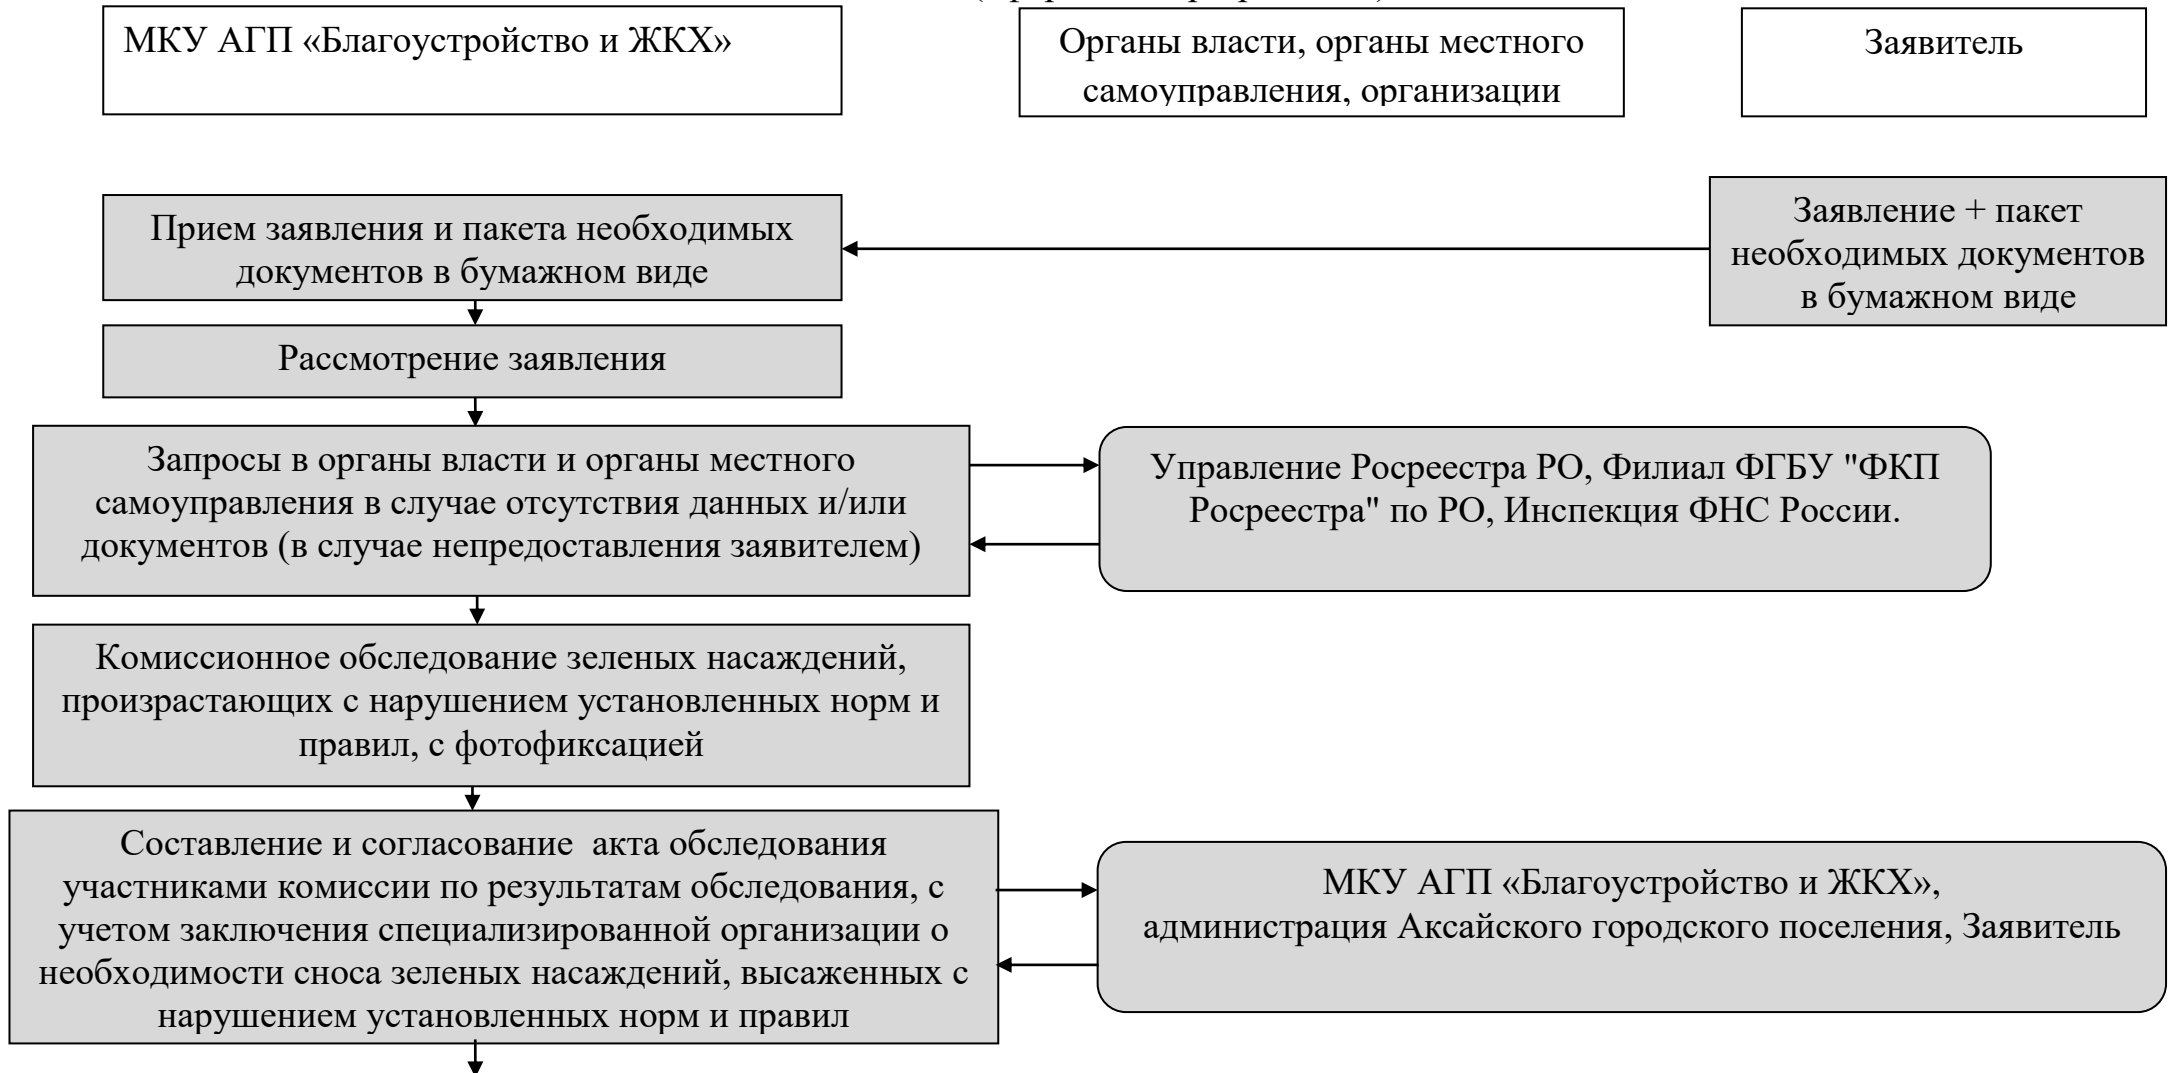 МКУ АГП «Благоустройство и ЖКХ»
Органы власти, органы местного
самоуправления, организации
Заявитель
Заявление + пакет
необходимых документов
в бумажном виде
Прием заявления и пакета необходимых
документов в бумажном виде
Рассмотрение заявления
Запросы в органы власти и органы местного
самоуправления в случае отсутствия данных и/или
документов (в случае непредоставления заявителем)
Управление Росреестра РО, Филиал ФГБУ "ФКП
Росреестра" по РО, Инспекция ФНС России.
Комиссионное обследование зеленых насаждений,
произрастающих с нарушением установленных норм и
правил, с фотофиксацией
Составление и согласование  акта обследования
участниками комиссии по результатам обследования, с
учетом заключения специализированной организации о
необходимости сноса зеленых насаждений, высаженных с
нарушением установленных норм и правил
МКУ АГП «Благоустройство и ЖКХ»,
администрация Аксайского городского поселения, Заявитель